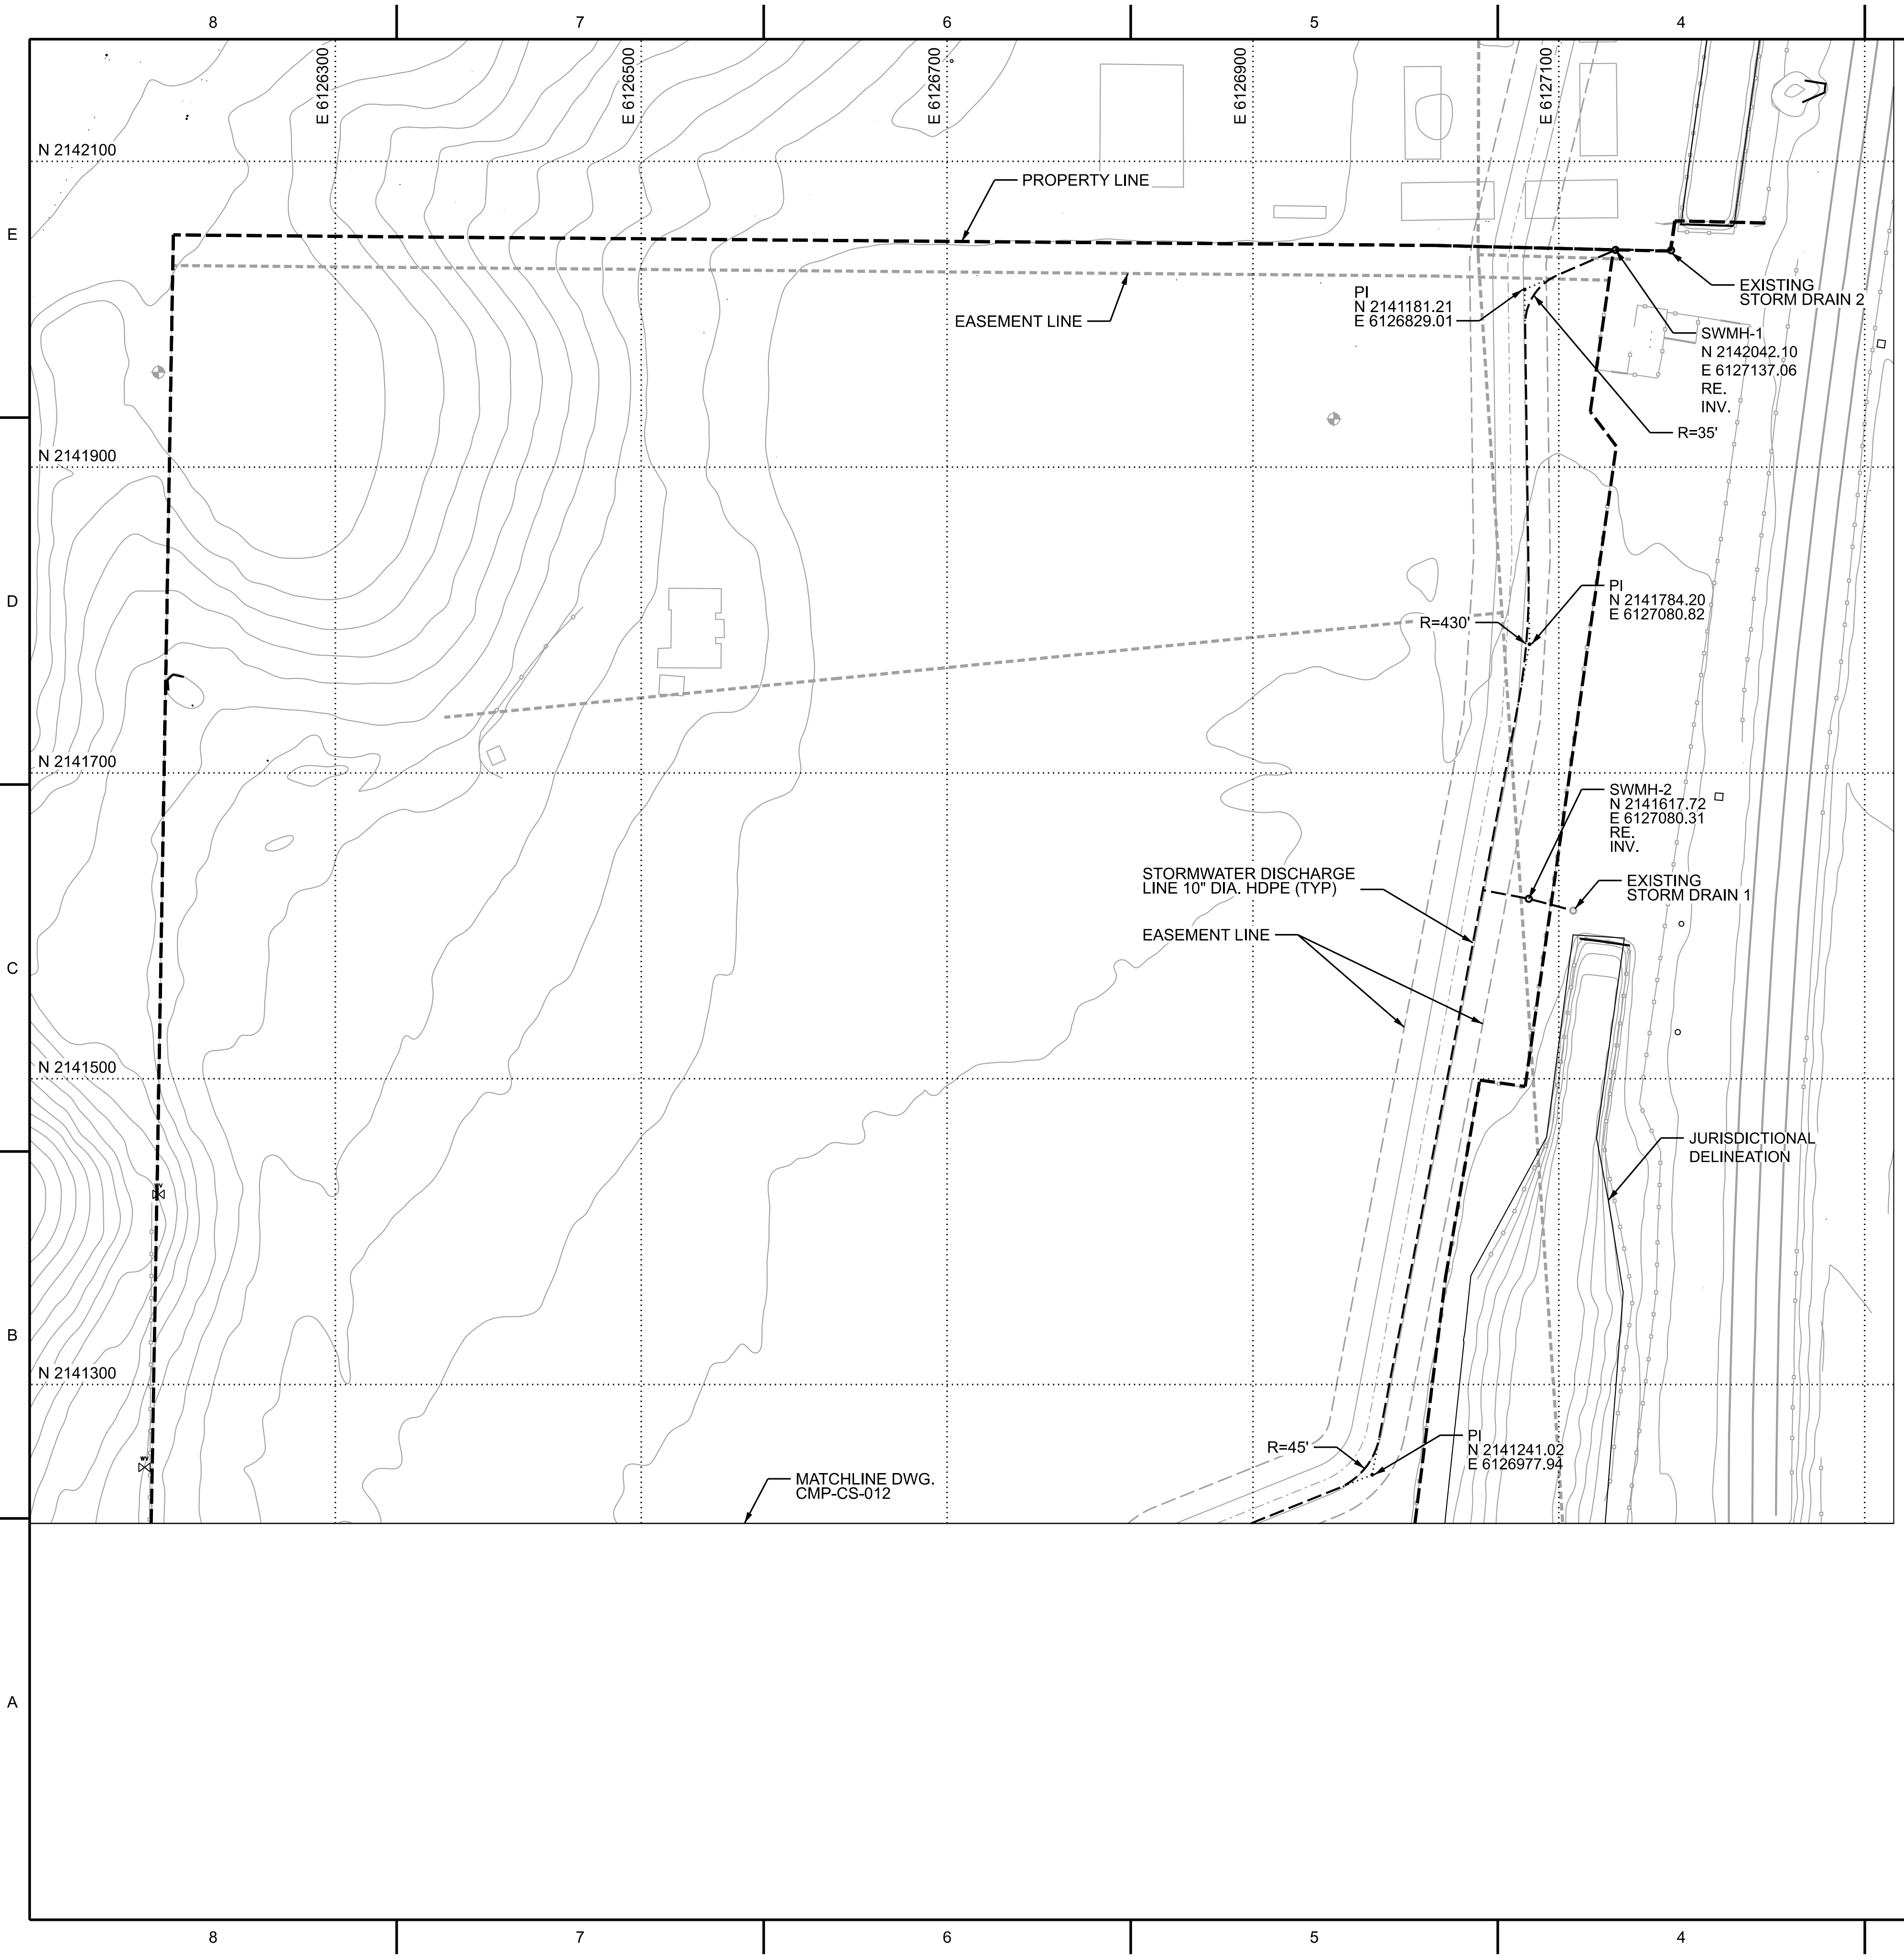 8 7 6 5 4
E 6126300
E 6126500
E 6126700
E 6126900
E 6127100
N 2142100
PROPERTY LINE
E
EXISTING
STORM DRAIN 2
PI
N 2141181.21
E 6126829.01
EASEMENT LINE
SWMH-1
N 2142042.10
E 6127137.06
RE.
INV.
R=35'
N 2141900
D
PI
N 2141784.20
E 6127080.82
R=430'
N 2141700
SWMH-2
N 2141617.72
E 6127080.31
RE.
INV.
STORMWATER DISCHARGE
LINE 10" DIA. HDPE (TYP)
EXISTING
STORM DRAIN 1
EASEMENT LINE
C
N 2141500
JURISDICTIONAL
DELINEATION
B
N 2141300
R=45'
PI
N 2141241.02
E 6126977.94
MATCHLINE DWG.
CMP-CS-012
A
8 7 6 5 4